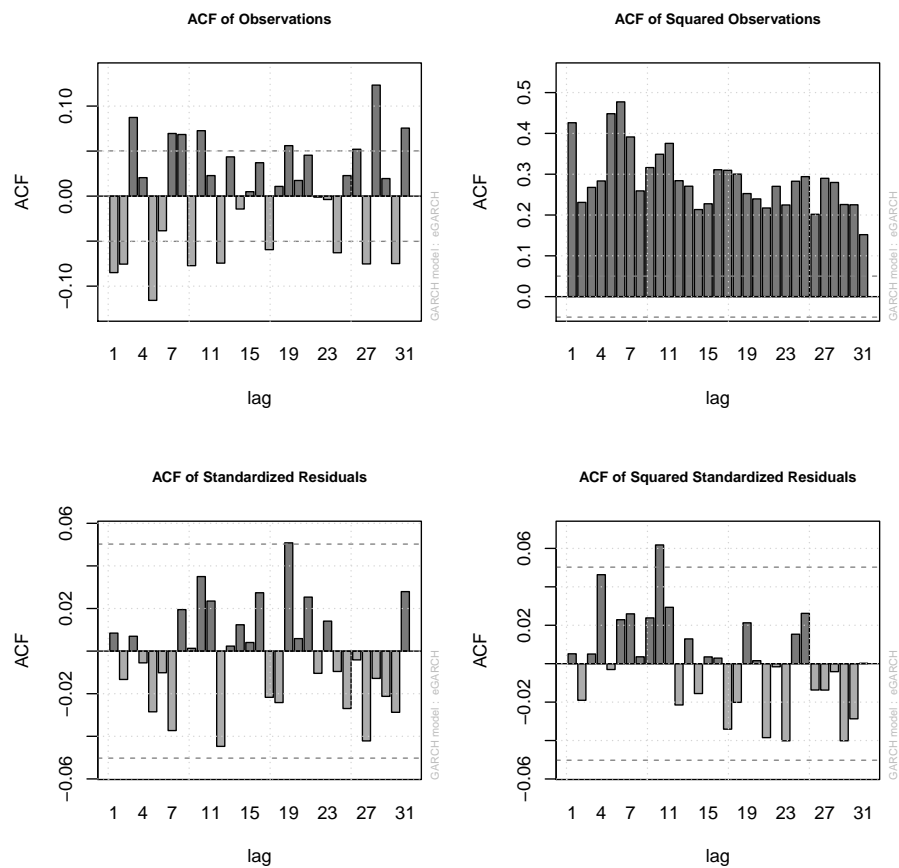 ACF of Observations
ACF
−0.10
0.00
0.10
1 4 7 11 15 19 23 27 31
lag
GARCH model : eGARCH
ACF of Squared Observations
ACF
0.0
0.1
0.2
0.3
0.4
0.5
1 4 7 11 15 19 23 27 31
lag
GARCH model : eGARCH
ACF of Standardized Residuals
ACF
−0.06
−0.02
0.02
0.06
1 4 7 11 15 19 23 27 31
lag
GARCH model : eGARCH
ACF of Squared Standardized Residuals
ACF
−0.06
−0.02
0.02
0.06
1 4 7 11 15 19 23 27 31
lag
GARCH model : eGARCH